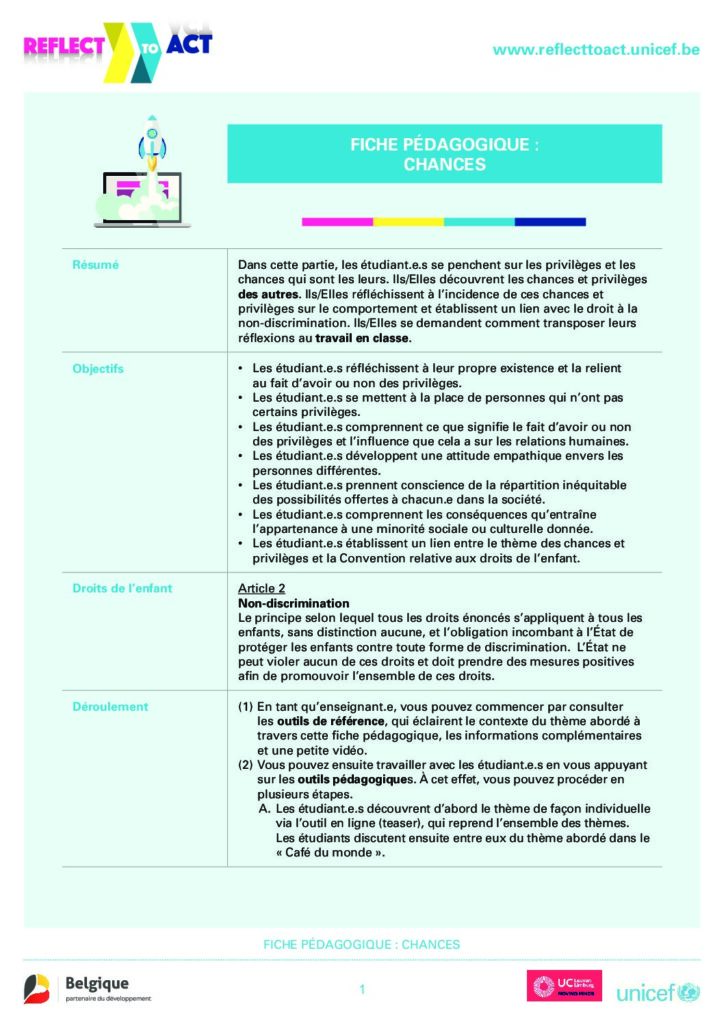 REFLECT TO ACT
www.reflecttoact.unicef.be
FICHE PÉDAGOGIQUE :
CHANCES
Résumé
Dans cette partie, les étudiant.e.s se penchent sur les privilèges et les
chances qui sont les leurs. Ils/Elles découvrent les chances et privilèges
des autres. Ils/Elles réfléchissent à l’incidence de ces chances et
privilèges sur le comportement et établissent un lien avec le droit à la
non-discrimination. Ils/Elles se demandent comment transposer leurs
réflexions au travail en classe.
Objectifs
• Les étudiant.e.s réfléchissent à leur propre existence et la relient
au fait d’avoir ou non des privilèges.
• Les étudiant.e.s se mettent à la place de personnes qui n’ont pas
certains privilèges.
• Les étudiant.e.s comprennent ce que signifie le fait d’avoir ou non
des privilèges et l’influence que cela a sur les relations humaines.
• Les étudiant.e.s développent une attitude empathique envers les
personnes différentes.
• Les étudiant.e.s prennent conscience de la répartition inéquitable
des possibilités offertes à chacun.e dans la société.
• Les étudiant.e.s comprennent les conséquences qu’entraîne
l’appartenance à une minorité sociale ou culturelle donnée.
• Les étudiant.e.s établissent un lien entre le thème des chances et
privilèges et la Convention relative aux droits de l’enfant.
Droits de l’enfant
Article 2
Non-discrimination
Le principe selon lequel tous les droits énoncés s’appliquent à tous les
enfants, sans distinction aucune, et l’obligation incombant à l’État de
protéger les enfants contre toute forme de discrimination. L’État ne
peut violer aucun de ces droits et doit prendre des mesures positives
afin de promouvoir l’ensemble de ces droits.
Déroulement
(1) En tant qu’enseignant.e, vous pouvez commencer par consulter
les outils de référence, qui éclairent le contexte du thème abordé à
travers cette fiche pédagogique, les informations complémentaires
et une petite vidéo.
(2) Vous pouvez ensuite travailler avec les étudiant.e.s en vous appuyant
sur les outils pédagogiques. À cet effet, vous pouvez procéder en
plusieurs étapes.
A. Les étudiant.e.s découvrent d’abord le thème de façon individuelle
via l’outil en ligne (teaser), qui reprend l’ensemble des thèmes.
Les étudiants discutent ensuite entre eux du thème abordé dans le
« Café du monde ».
FICHE PÉDAGOGIQUE : CHANCES
Belgique
partenaire du développement
1
UC Leuven
Limburg
MOVING MINDS
unicef